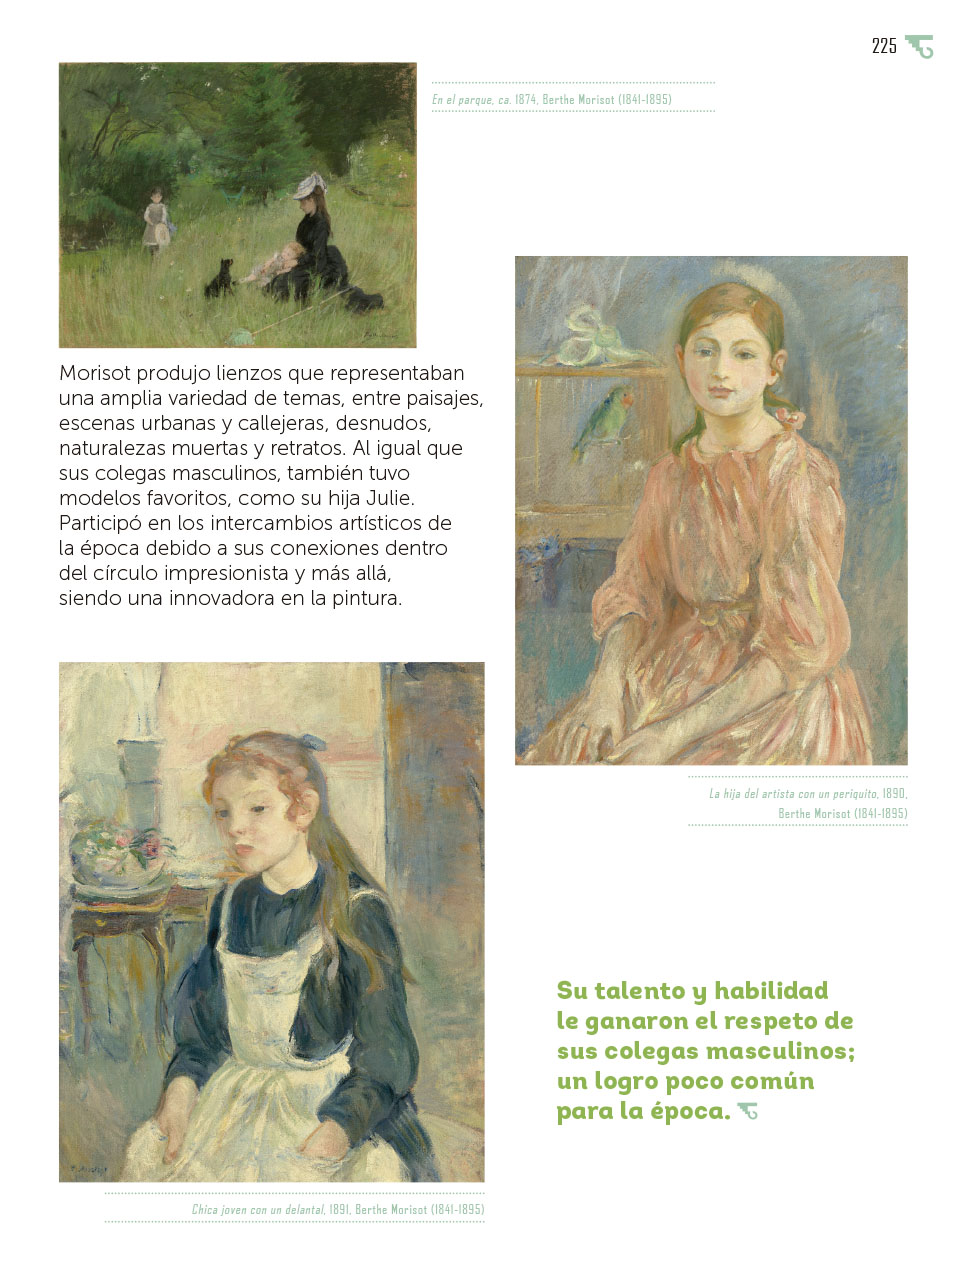 225
En el parque, ca. 1874, Berthe Morisot (1841-1895)
Morisot produjo lienzos que representaban
una amplia variedad de temas, entre paisajes,
escenas urbanas y callejeras, desnudos,
naturalezas muertas y retratos. Al igual que
sus colegas masculinos, también tuvo
modelos favoritos, como su hija Julie.
Participó en los intercambios artísticos de
la época debido a sus conexiones dentro
del círculo impresionista y más allá,
siendo una innovadora en la pintura.
La hija del artista con un periquito, 1890,
Berthe Morisot (1841-1895)
Su talento y habilidad
le ganaron el respeto de
sus colegas masculinos;
un logro poco común
para la época.
Chica joven con un delantal, 1891, Berthe Morisot (1841-1895)